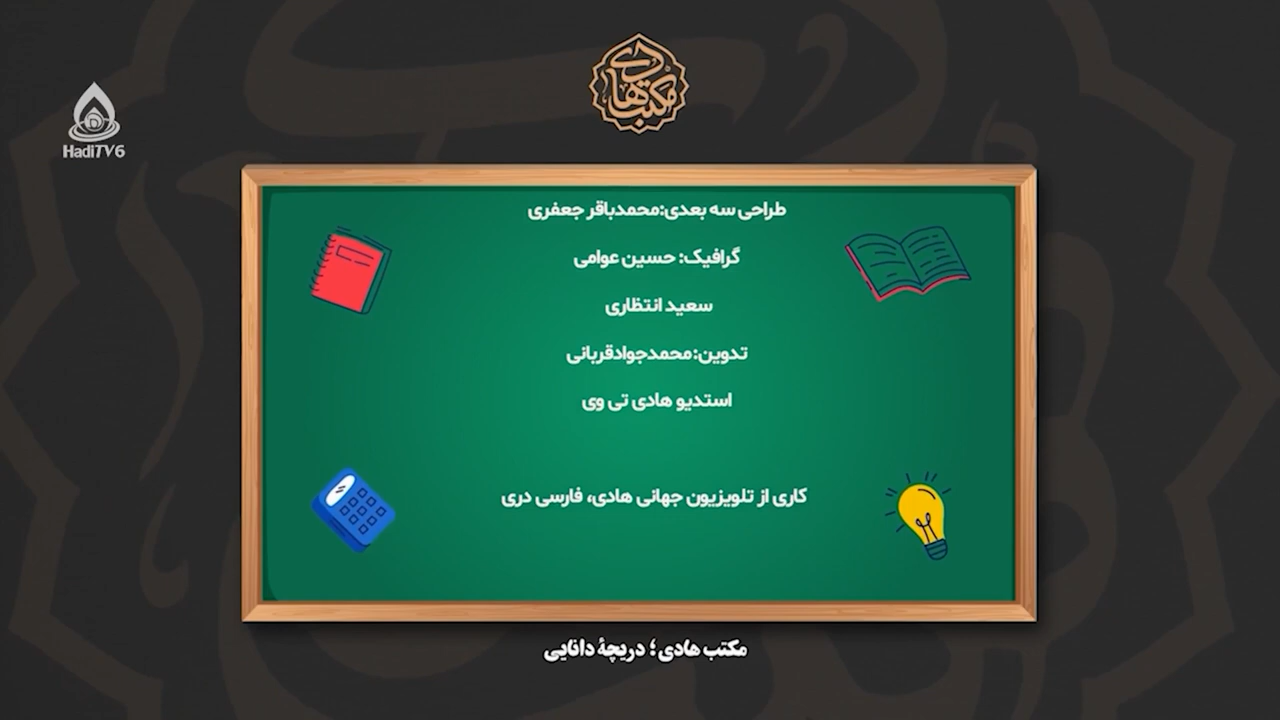 مکتب هادی
HadiTV6
طراحی سه بعدی:محمدباقر جعفری
گرافیک: حسین عوامی
سعید انتظاری
تدوین:محمدجوادقربانی
استدیو هادی تی وی
کاری از تلویزیون جهانی هادی، فارسی دری
مکتب هادی؛ دریچهٔ دانایی